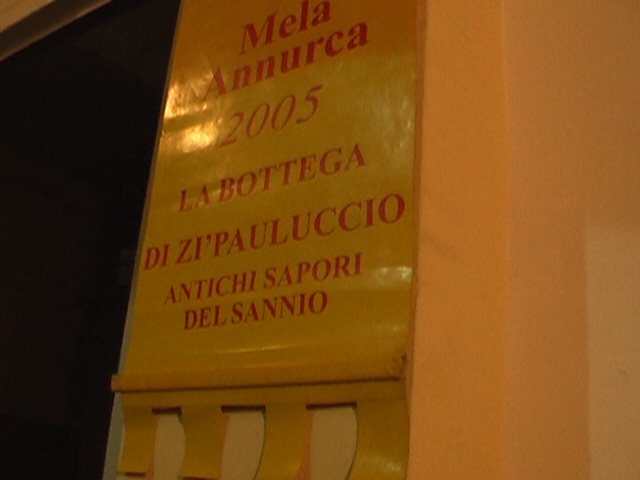 Mela
Annurca
2005
LA BOTTEGA
DI ZI'PAULUCCIO
ANTICHI SAPORI
DEL SANNIO